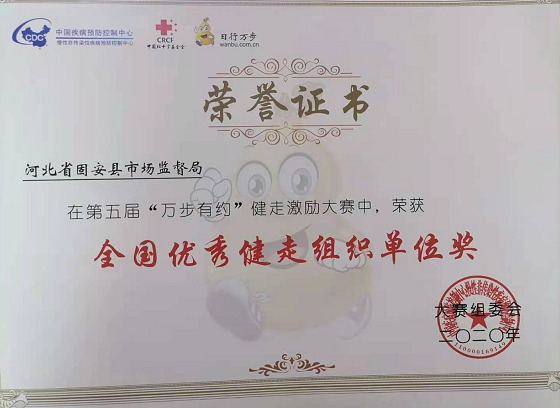 CDC
中国疾病预防控制中心
慢性非传染性疾病预防控制中心
CRCF
中国红十字基金会
日行万步
wanbu.com.cn
荣誉证书
河北省固安县市场监督局
在第五届“万步有约”健走激励大赛中，荣获
全国优秀健走组织单位奖
大赛组委会
二〇二〇年